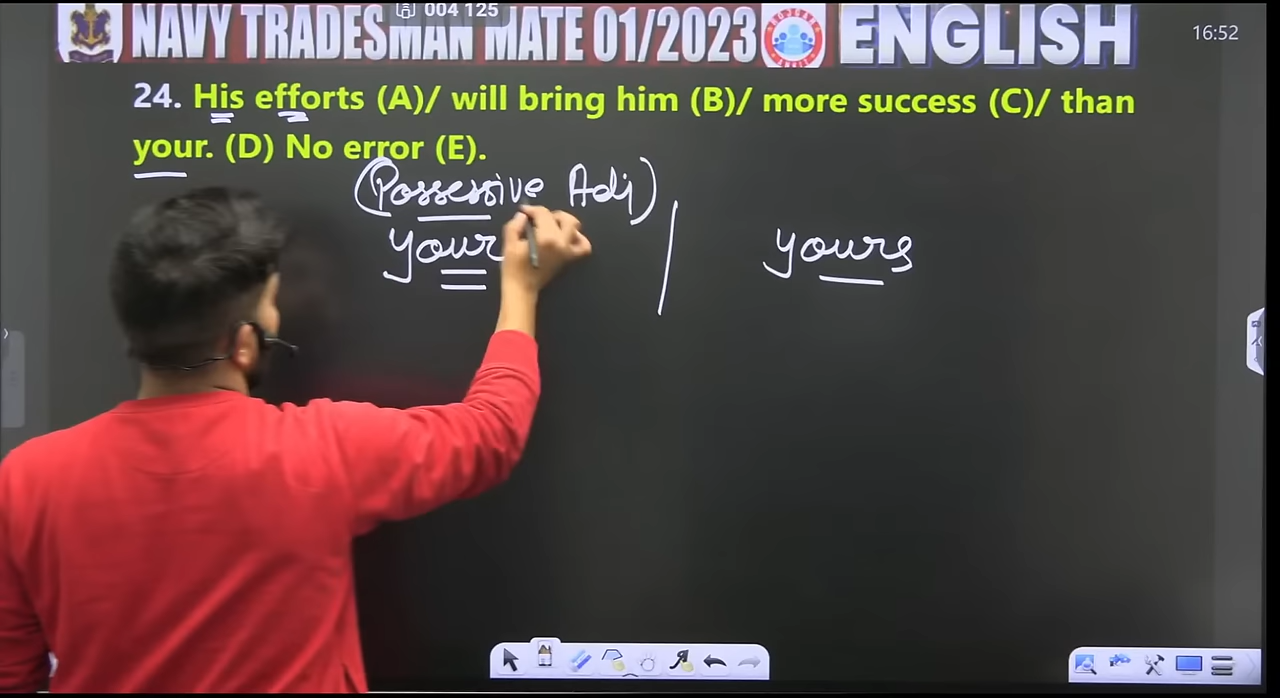 004 125
NAVY TRADESMAN MATE 01/2023 ENGLISH
16:52
24. His efforts (A)/ will bring him (B)/ more success (C)/ than
your. (D) No error (E).
(Possessive Adj)
your / yours